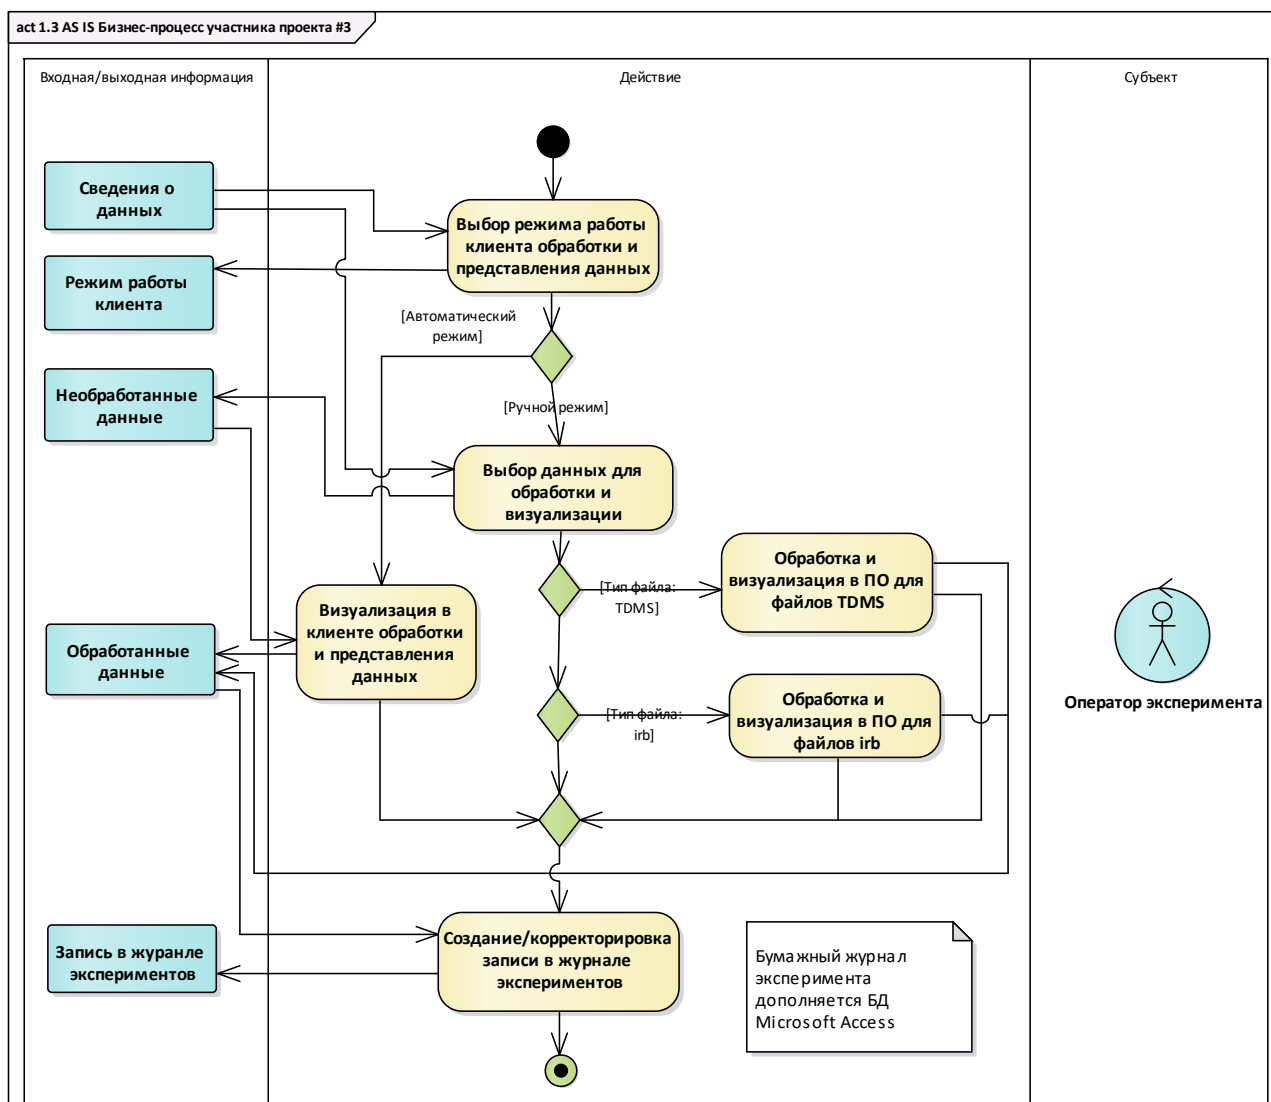 act 1.3 AS IS Бизнес-процесс участника проекта #3
Входная/выходная информация
Действие
Субъект
Сведения о
данных
Выбор режима работы
клиента обработки и
представления данных
Режим работы
клиента
[Автоматический
режим]
Необработанные
данные
[Ручной режим]
Выбор данных для
обработки и
визуализации
Обработка и
визуализация в ПО для
файлов TDMS
[Тип файла:
TDMS]
Визуализация в
клиенте обработки
и представления
данных
Обработанные
данные
Оператор эксперимента
Обработка и
визуализация в ПО для
файлов irb
[Тип файла:
irb]
Создание/корректорировка
записи в журнале
экспериментов
Запись в журанле
экспериментов
Бумажный журнал
эксперимента
дополняется БД
Microsoft Access